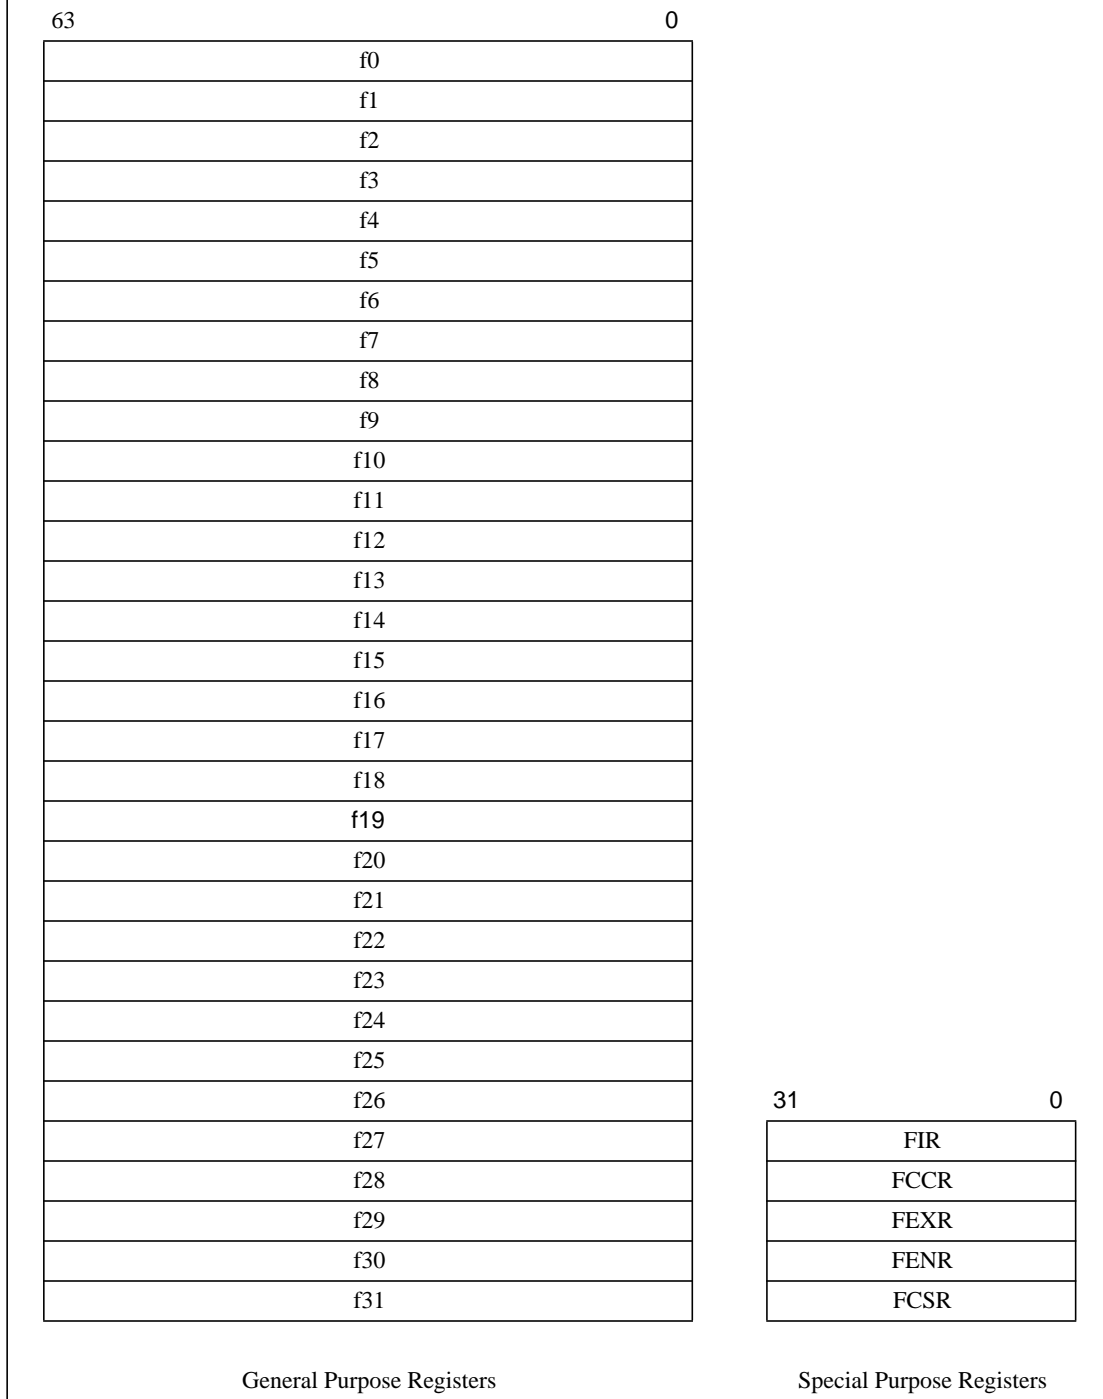 63 0
f0
f1
f2
f3
f4
f5
f6
f7
f8
f9
f10
f11
f12
f13
f14
f15
f16
f17
f18
f19
f20
f21
f22
f23
f24
f25
f26
f27
f28
f29
f30
f31
General Purpose Registers
31 0
FIR
FCCR
FEXR
FENR
FCSR
Special Purpose Registers